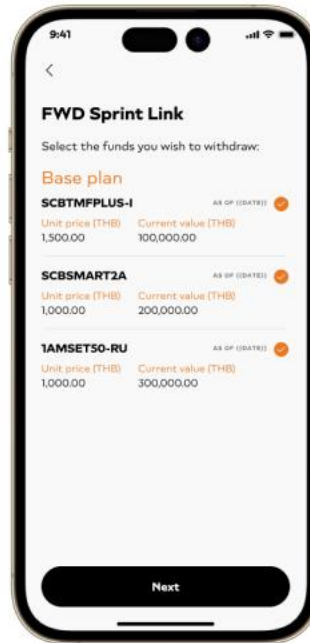 9:41
FWD Sprint Link
Select the funds you wish to withdraw:
Base plan
SCBTMFPLUS-I AS OF {{DATE}}
Unit price (THB) Current value (THB)
1,500.00 100,000.00
SCBSMART2A AS OF {{DATE}}
Unit price (THB) Current value (THB)
1,000.00 200,000.00
1AMSET50-RU AS OF {{DATE}}
Unit price (THB) Current value (THB)
1,000.00 300,000.00
Next